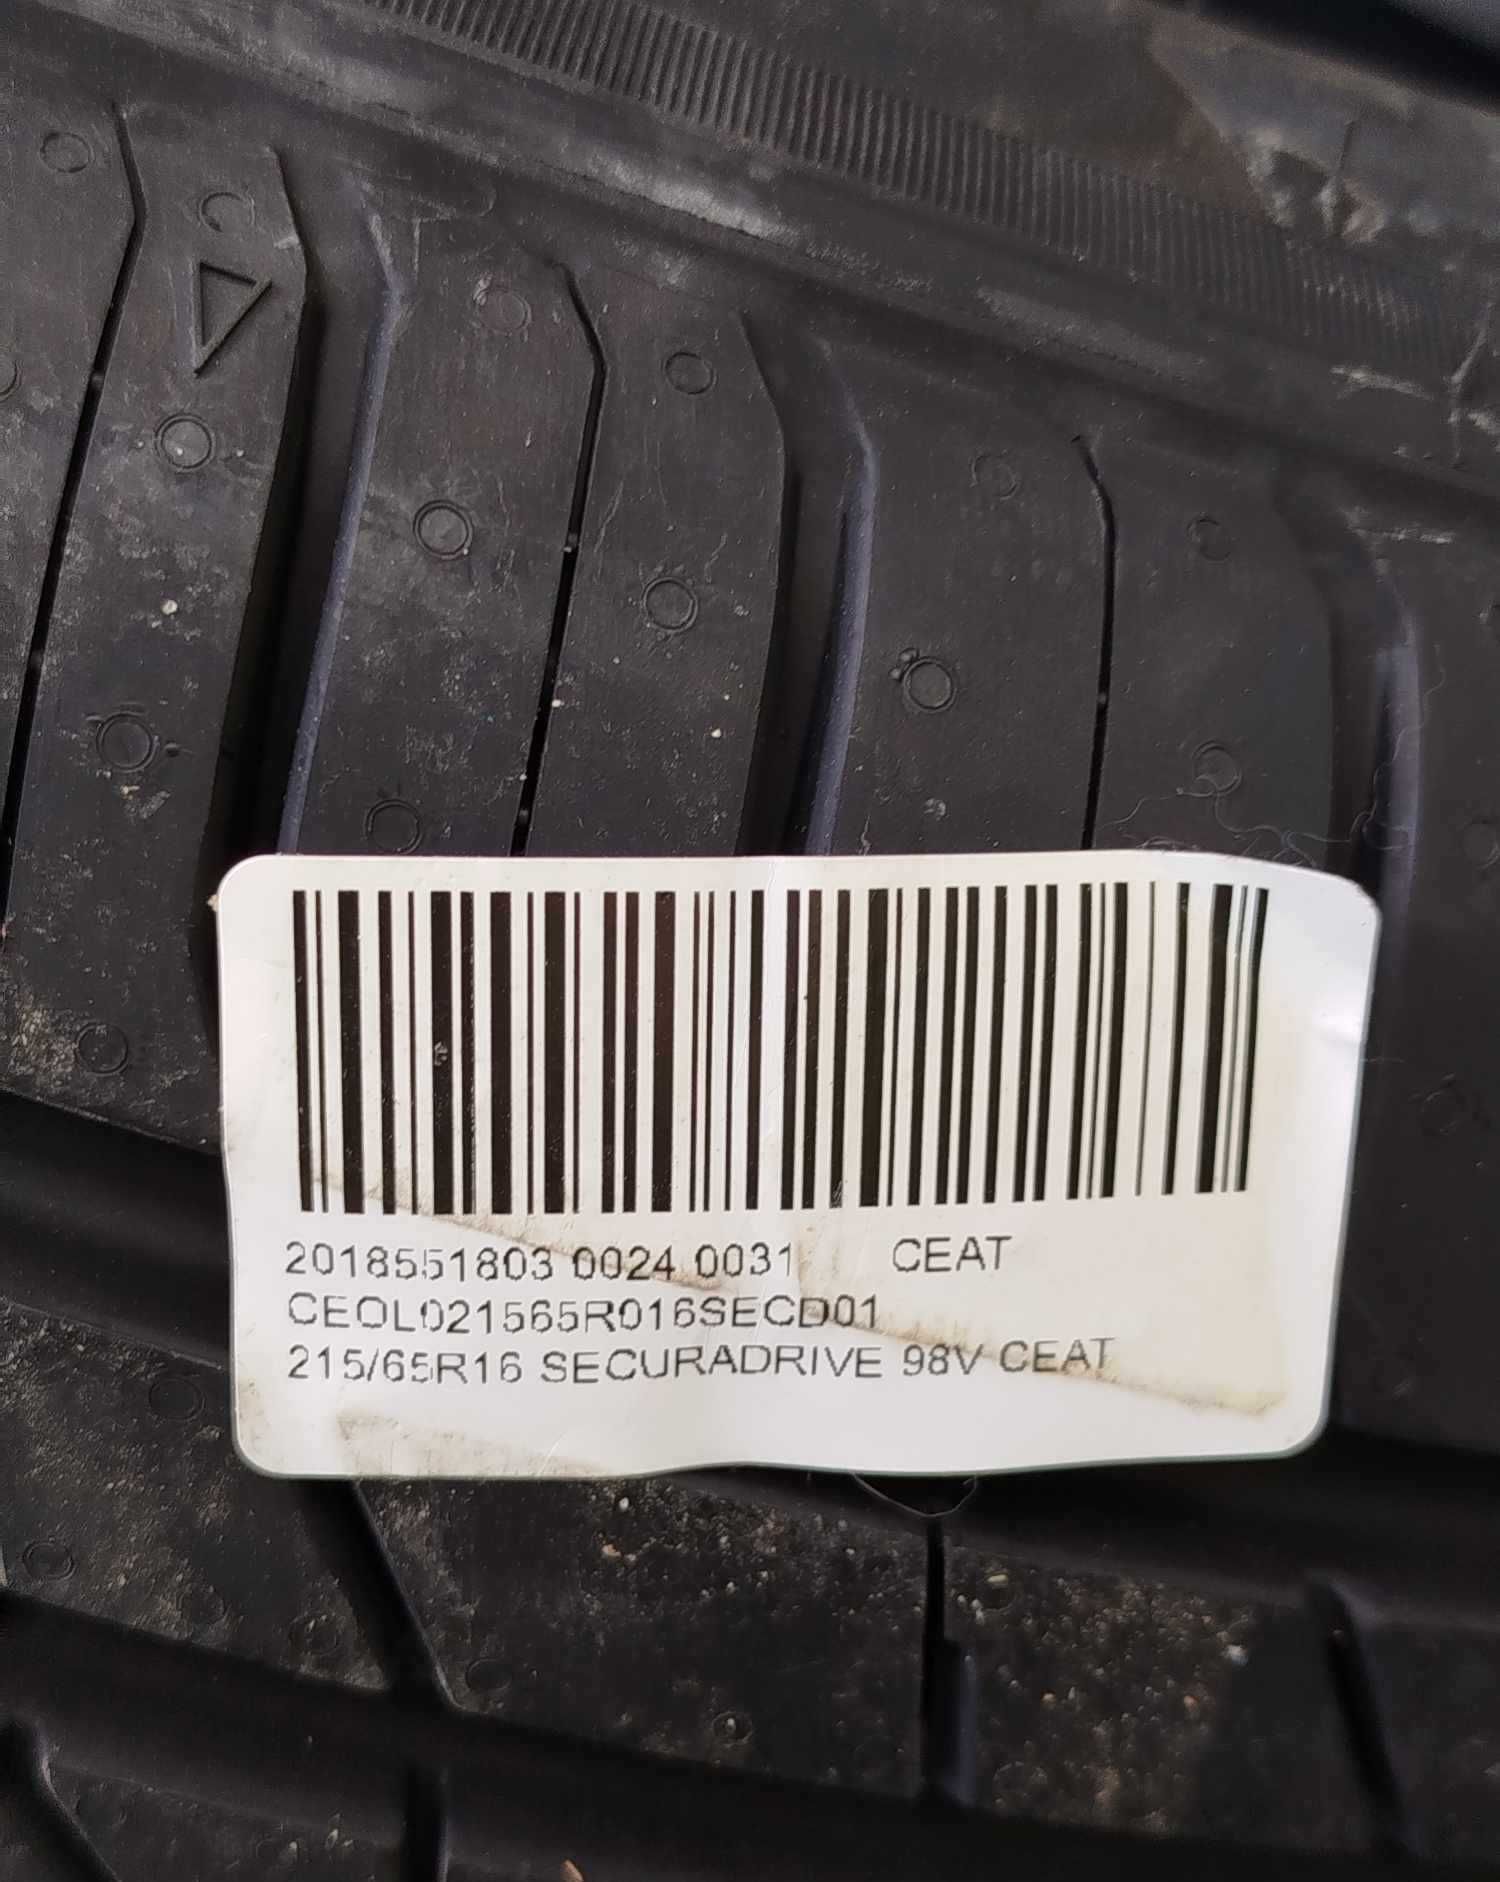 2018551803 0024 0031 CEAT
CEOL021565R016SECD01
215/65R16 SECURADRIVE 98V CEAT